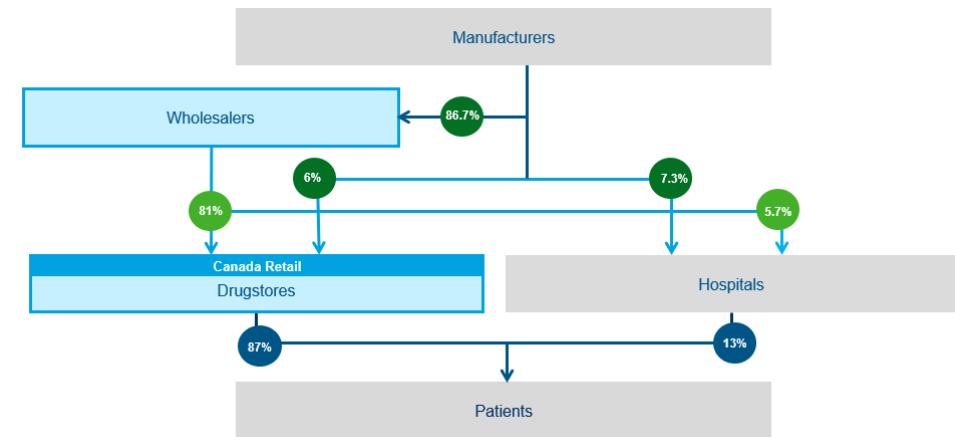 Manufacturers
Wholesalers
86.7%
6%
7.3%
81%
5.7%
Canada Retail
Drugstores
Hospitals
87%
13%
Patients